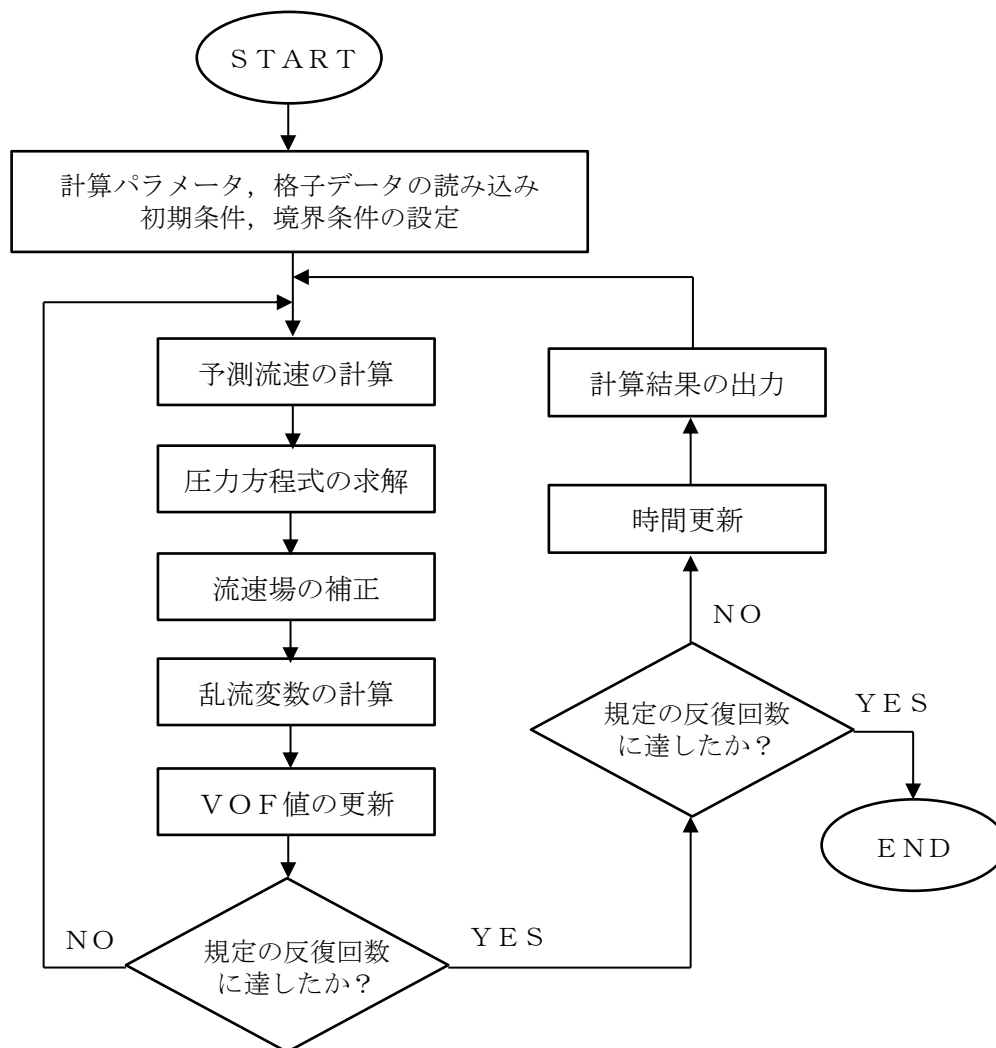 ＳＴＡＲＴ
計算パラメータ，格子データの読み込み
初期条件，境界条件の設定
予測流速の計算
圧力方程式の求解
流速場の補正
乱流変数の計算
ＶＯＦ値の更新
規定の反復回数
に達したか？
ＮＯ
ＹＥＳ
規定の反復回数
に達したか？
ＮＯ
ＹＥＳ
時間更新
計算結果の出力
ＥＮＤ